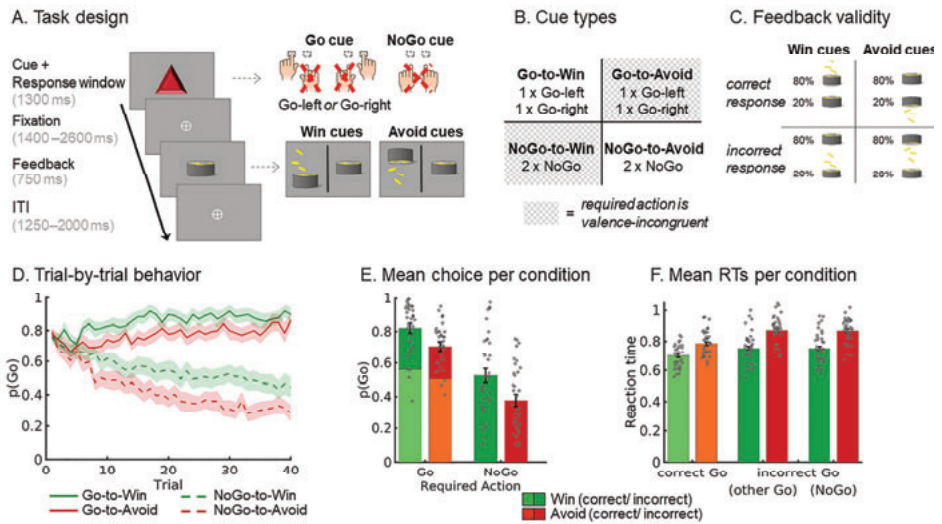 A. Task design
Cue +
Response window
(1300 ms)
Fixation
(1400–2600 ms)
Feedback
(750 ms)
ITI
(1250–2000 ms)
Go cue
NoGo cue
Go-left or Go-right
Win cues
Avoid cues
B. Cue types
Go-to-Win
1 x Go-left
1 x Go-right
Go-to-Avoid
1 x Go-left
1 x Go-right
NoGo-to-Win
2 x NoGo
NoGo-to-Avoid
2 x NoGo
= required action is
valence-incongruent
C. Feedback validity
Win cues
Avoid cues
correct
response
80%
20%
80%
20%
incorrect
response
80%
20%
80%
20%
D. Trial-by-trial behavior
p(Go)
1
0.8
0.6
0.4
0.2
0
0
10
20
30
40
Trial
Go-to-Win
Go-to-Avoid
NoGo-to-Win
NoGo-to-Avoid
E. Mean choice per condition
p(Go)
1
0.8
0.6
0.4
0.2
0
Go
NoGo
Required Action
Win (correct/ incorrect)
Avoid (correct/ incorrect)
F. Mean RTs per condition
Reaction time
1
0.8
0.6
0.4
0.2
0
correct Go
incorrect Go
(other Go)
(NoGo)